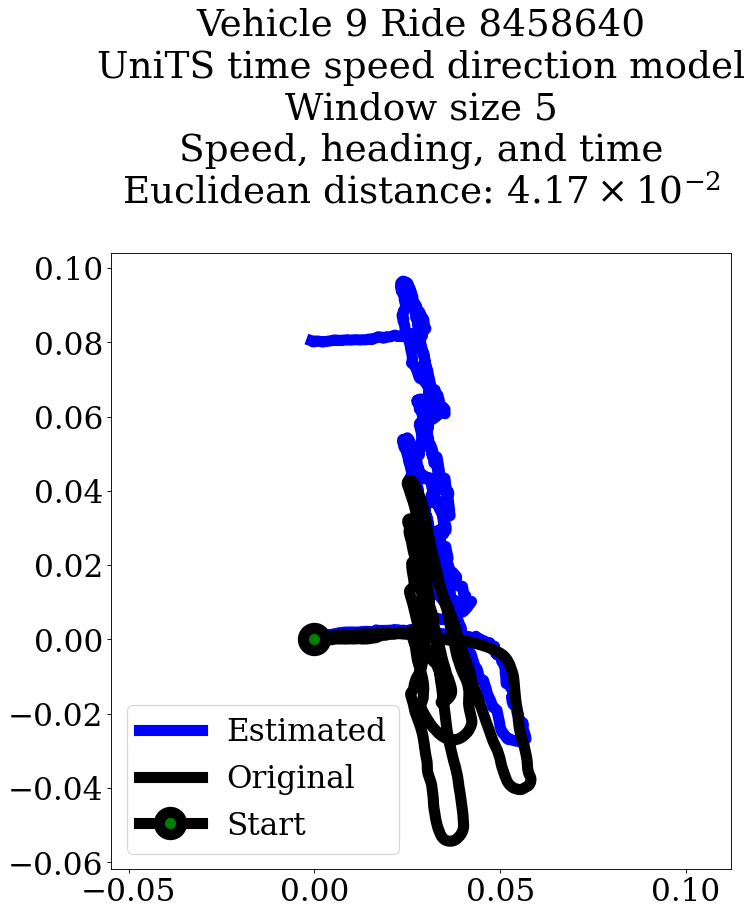 Vehicle 9 Ride 8458640
UniTS time speed direction model
Window size 5
Speed, heading, and time
Euclidean distance: 4.17 × 10⁻²
0.10
0.08
0.06
0.04
0.02
0.00
−0.02
−0.04
−0.06
Estimated
Original
Start
−0.05 0.00 0.05 0.10